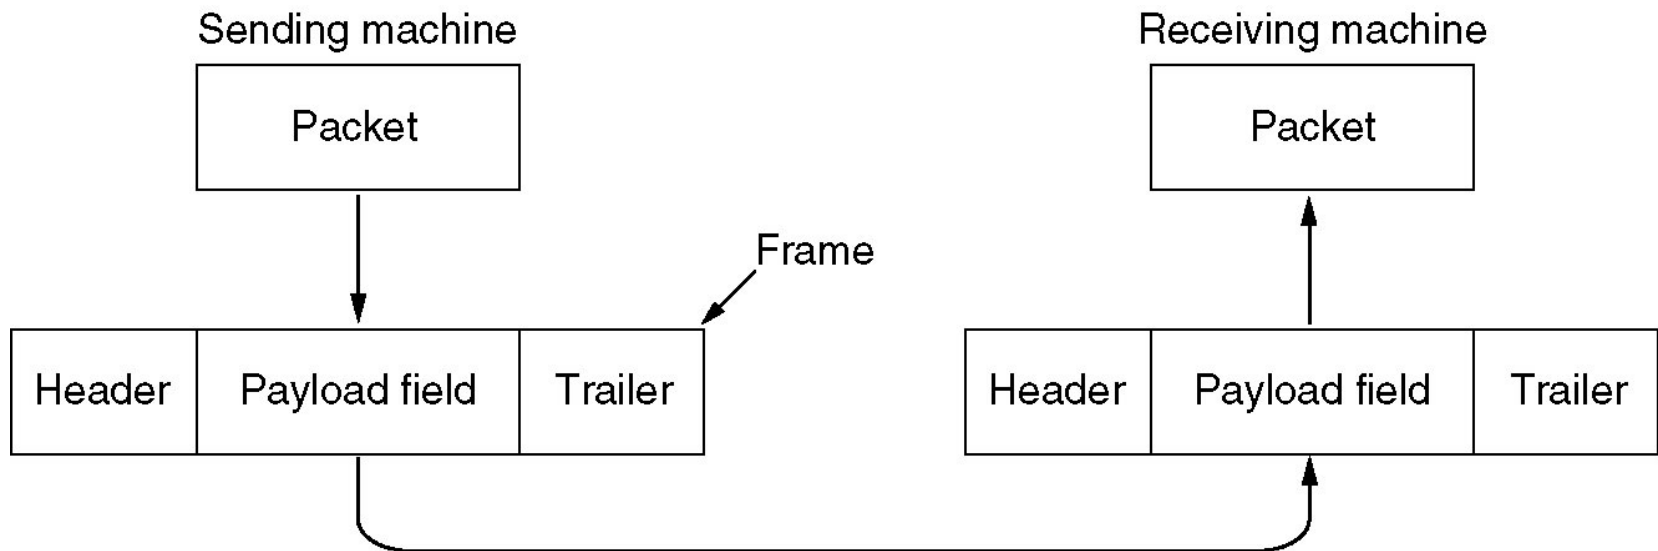 Sending machine
Receiving machine
Packet
Packet
Frame
Header
Payload field
Trailer
Header
Payload field
Trailer